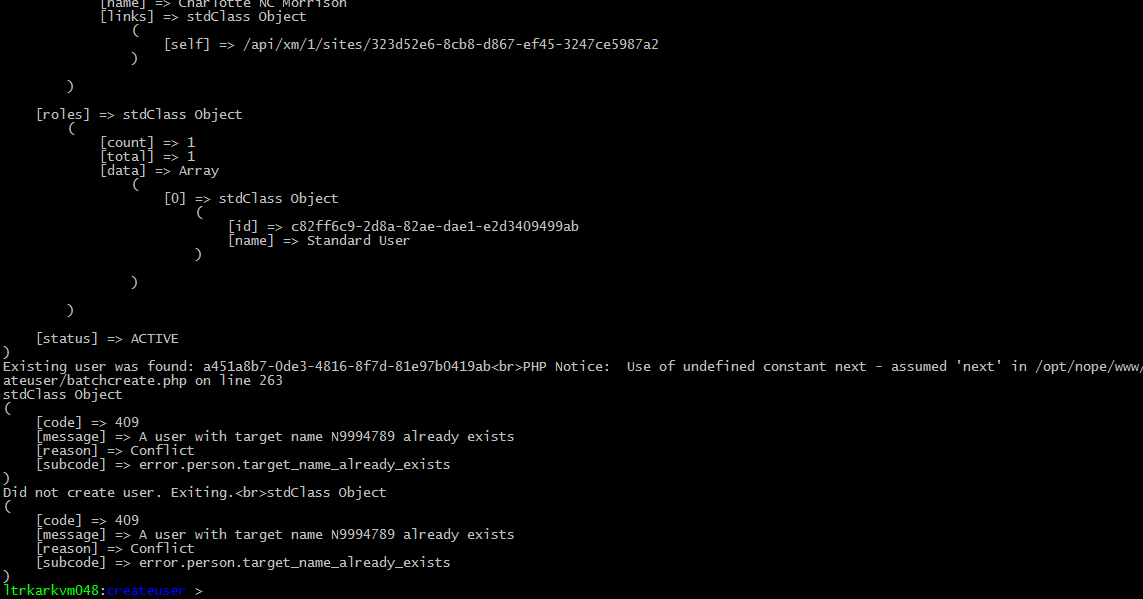 [name] => Charlotte NC Morrison
[links] => stdClass Object
(
[self] => /api/xm/1/sites/323d52e6-8cb8-d867-ef45-3247ce5987a2
)
)
[roles] => stdClass Object
(
[count] => 1
[total] => 1
[data] => Array
(
[0] => stdClass Object
(
[id] => c82ff6c9-2d8a-82ae-dae1-e2d3409499ab
[name] => Standard User
)
)
)
[status] => ACTIVE
)
Existing user was found: a451a8b7-0de3-4816-8f7d-81e97b0419ab<br>PHP Notice:  Use of undefined constant next - assumed 'next' in /opt/nope/www/
ateuser/batchcreate.php on line 263
stdClass Object
(
[code] => 409
[message] => A user with target name N9994789 already exists
[reason] => Conflict
[subcode] => error.person.target_name_already_exists
)
Did not create user. Exiting.<br>stdClass Object
(
[code] => 409
[message] => A user with target name N9994789 already exists
[reason] => Conflict
[subcode] => error.person.target_name_already_exists
)
ltrkarkvm048:createuser >